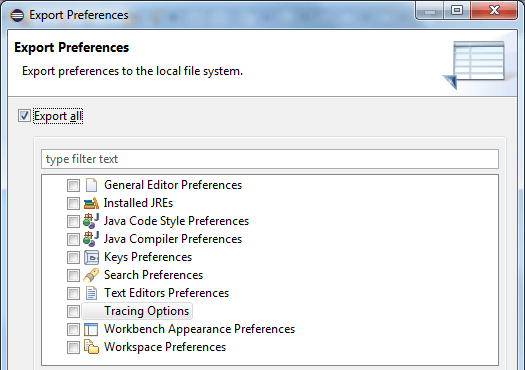 Export Preferences
Export Preferences
Export preferences to the local file system.
Export all
type filter text
General Editor Preferences
Installed JREs
Java Code Style Preferences
Java Compiler Preferences
Keys Preferences
Search Preferences
Text Editors Preferences
Tracing Options
Workbench Appearance Preferences
Workspace Preferences